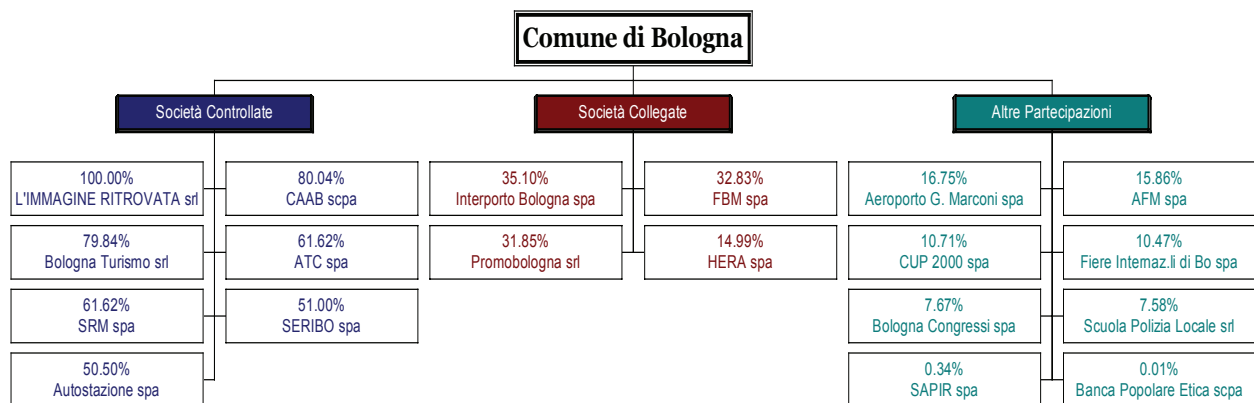 Comune di Bologna
Società Controllate
Società Collegate
Altre Partecipazioni
100.00%
L'IMMAGINE RITROVATA srl
80.04%
CAAB scpa
79.84%
Bologna Turismo srl
61.62%
ATC spa
61.62%
SRM spa
51.00%
SERIBO spa
50.50%
Autostazione spa
35.10%
Interporto Bologna spa
32.83%
FBM spa
31.85%
Promobologna srl
14.99%
HERA spa
16.75%
Aeroporto G. Marconi spa
15.86%
AFM spa
10.71%
CUP 2000 spa
10.47%
Fiere Internaz.li di Bo spa
7.67%
Bologna Congressi spa
7.58%
Scuola Polizia Locale srl
0.34%
SAPIR spa
0.01%
Banca Popolare Etica scpa